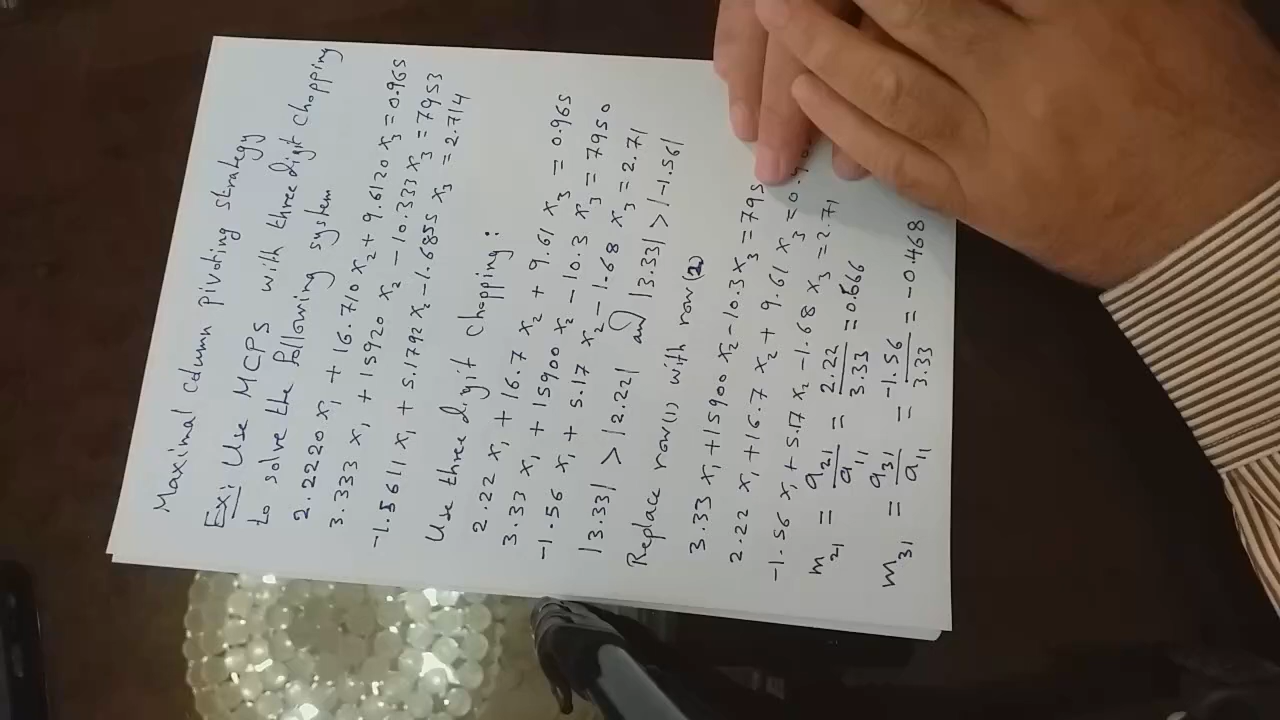 Maximal column pivoting strategy
Ex: Use MCPS with three digit chopping
to solve the following system
2.2220 x₁ + 16.710 x₂ + 9.6120 x₃ = 0.965
3.333 x₁ + 15920 x₂ - 10.333 x₃ = 7953
-1.5611 x₁ + 5.1792 x₂ - 1.6855 x₃ = 2.714
Use three digit chopping:
2.22 x₁ + 16.7 x₂ + 9.61 x₃ = 0.965
3.33 x₁ + 15900 x₂ - 10.3 x₃ = 7950
-1.56 x₁ + 5.17 x₂ - 1.68 x₃ = 2.71
|3.33| > |2.22| and |3.33| > |-1.56|
Replace row(1) with row(2)
3.33 x₁ + 15900 x₂ - 10.3 x₃ = 795
2.22 x₁ + 16.7 x₂ + 9.61 x₃ = 0.9
-1.56 x₁ + 5.17 x₂ - 1.68 x₃ = 2.71
m₂₁ = a₂₁/a₁₁ = 2.22/3.33 = 0.666
m₃₁ = a₃₁/a₁₁ = -1.56/3.33 = -0.468